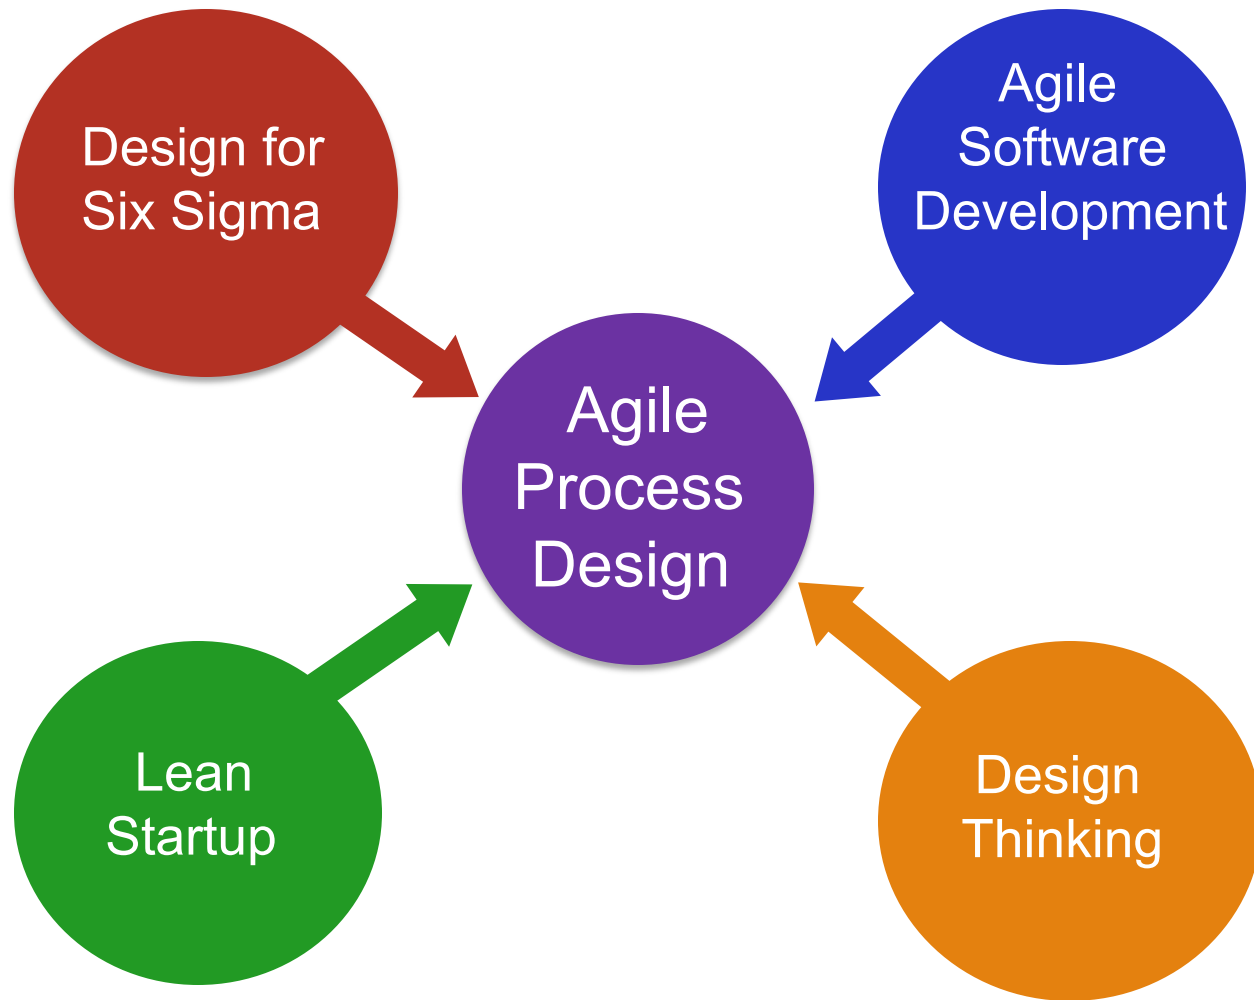 Design for
Six Sigma
Agile
Software
Development
Agile
Process
Design
Lean
Startup
Design
Thinking